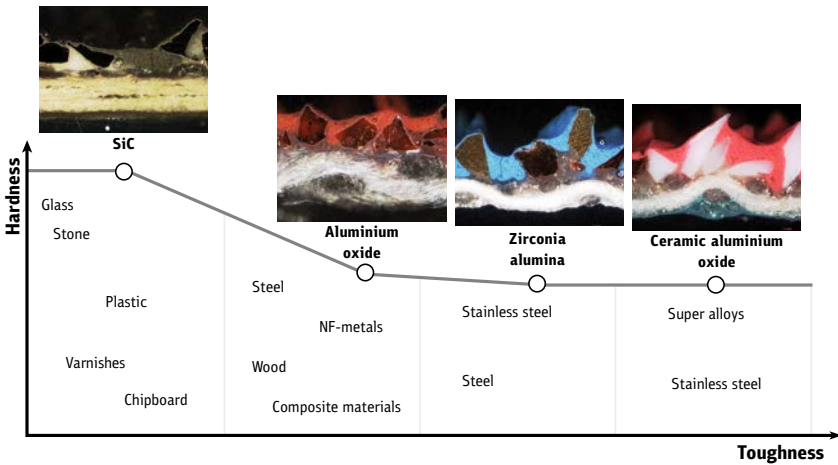 SiC
Aluminium
oxide
Zirconia
alumina
Ceramic aluminium
oxide
Hardness
Glass
Stone
Plastic
Varnishes
Chipboard
Steel
NF-metals
Wood
Composite materials
Stainless steel
Steel
Super alloys
Stainless steel
Toughness